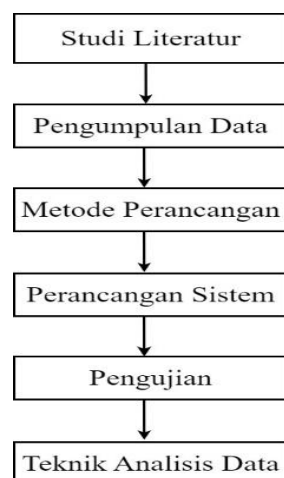 Studi Literatur
Pengumpulan Data
Metode Perancangan
Perancangan Sistem
Pengujian
Teknik Analisis Data